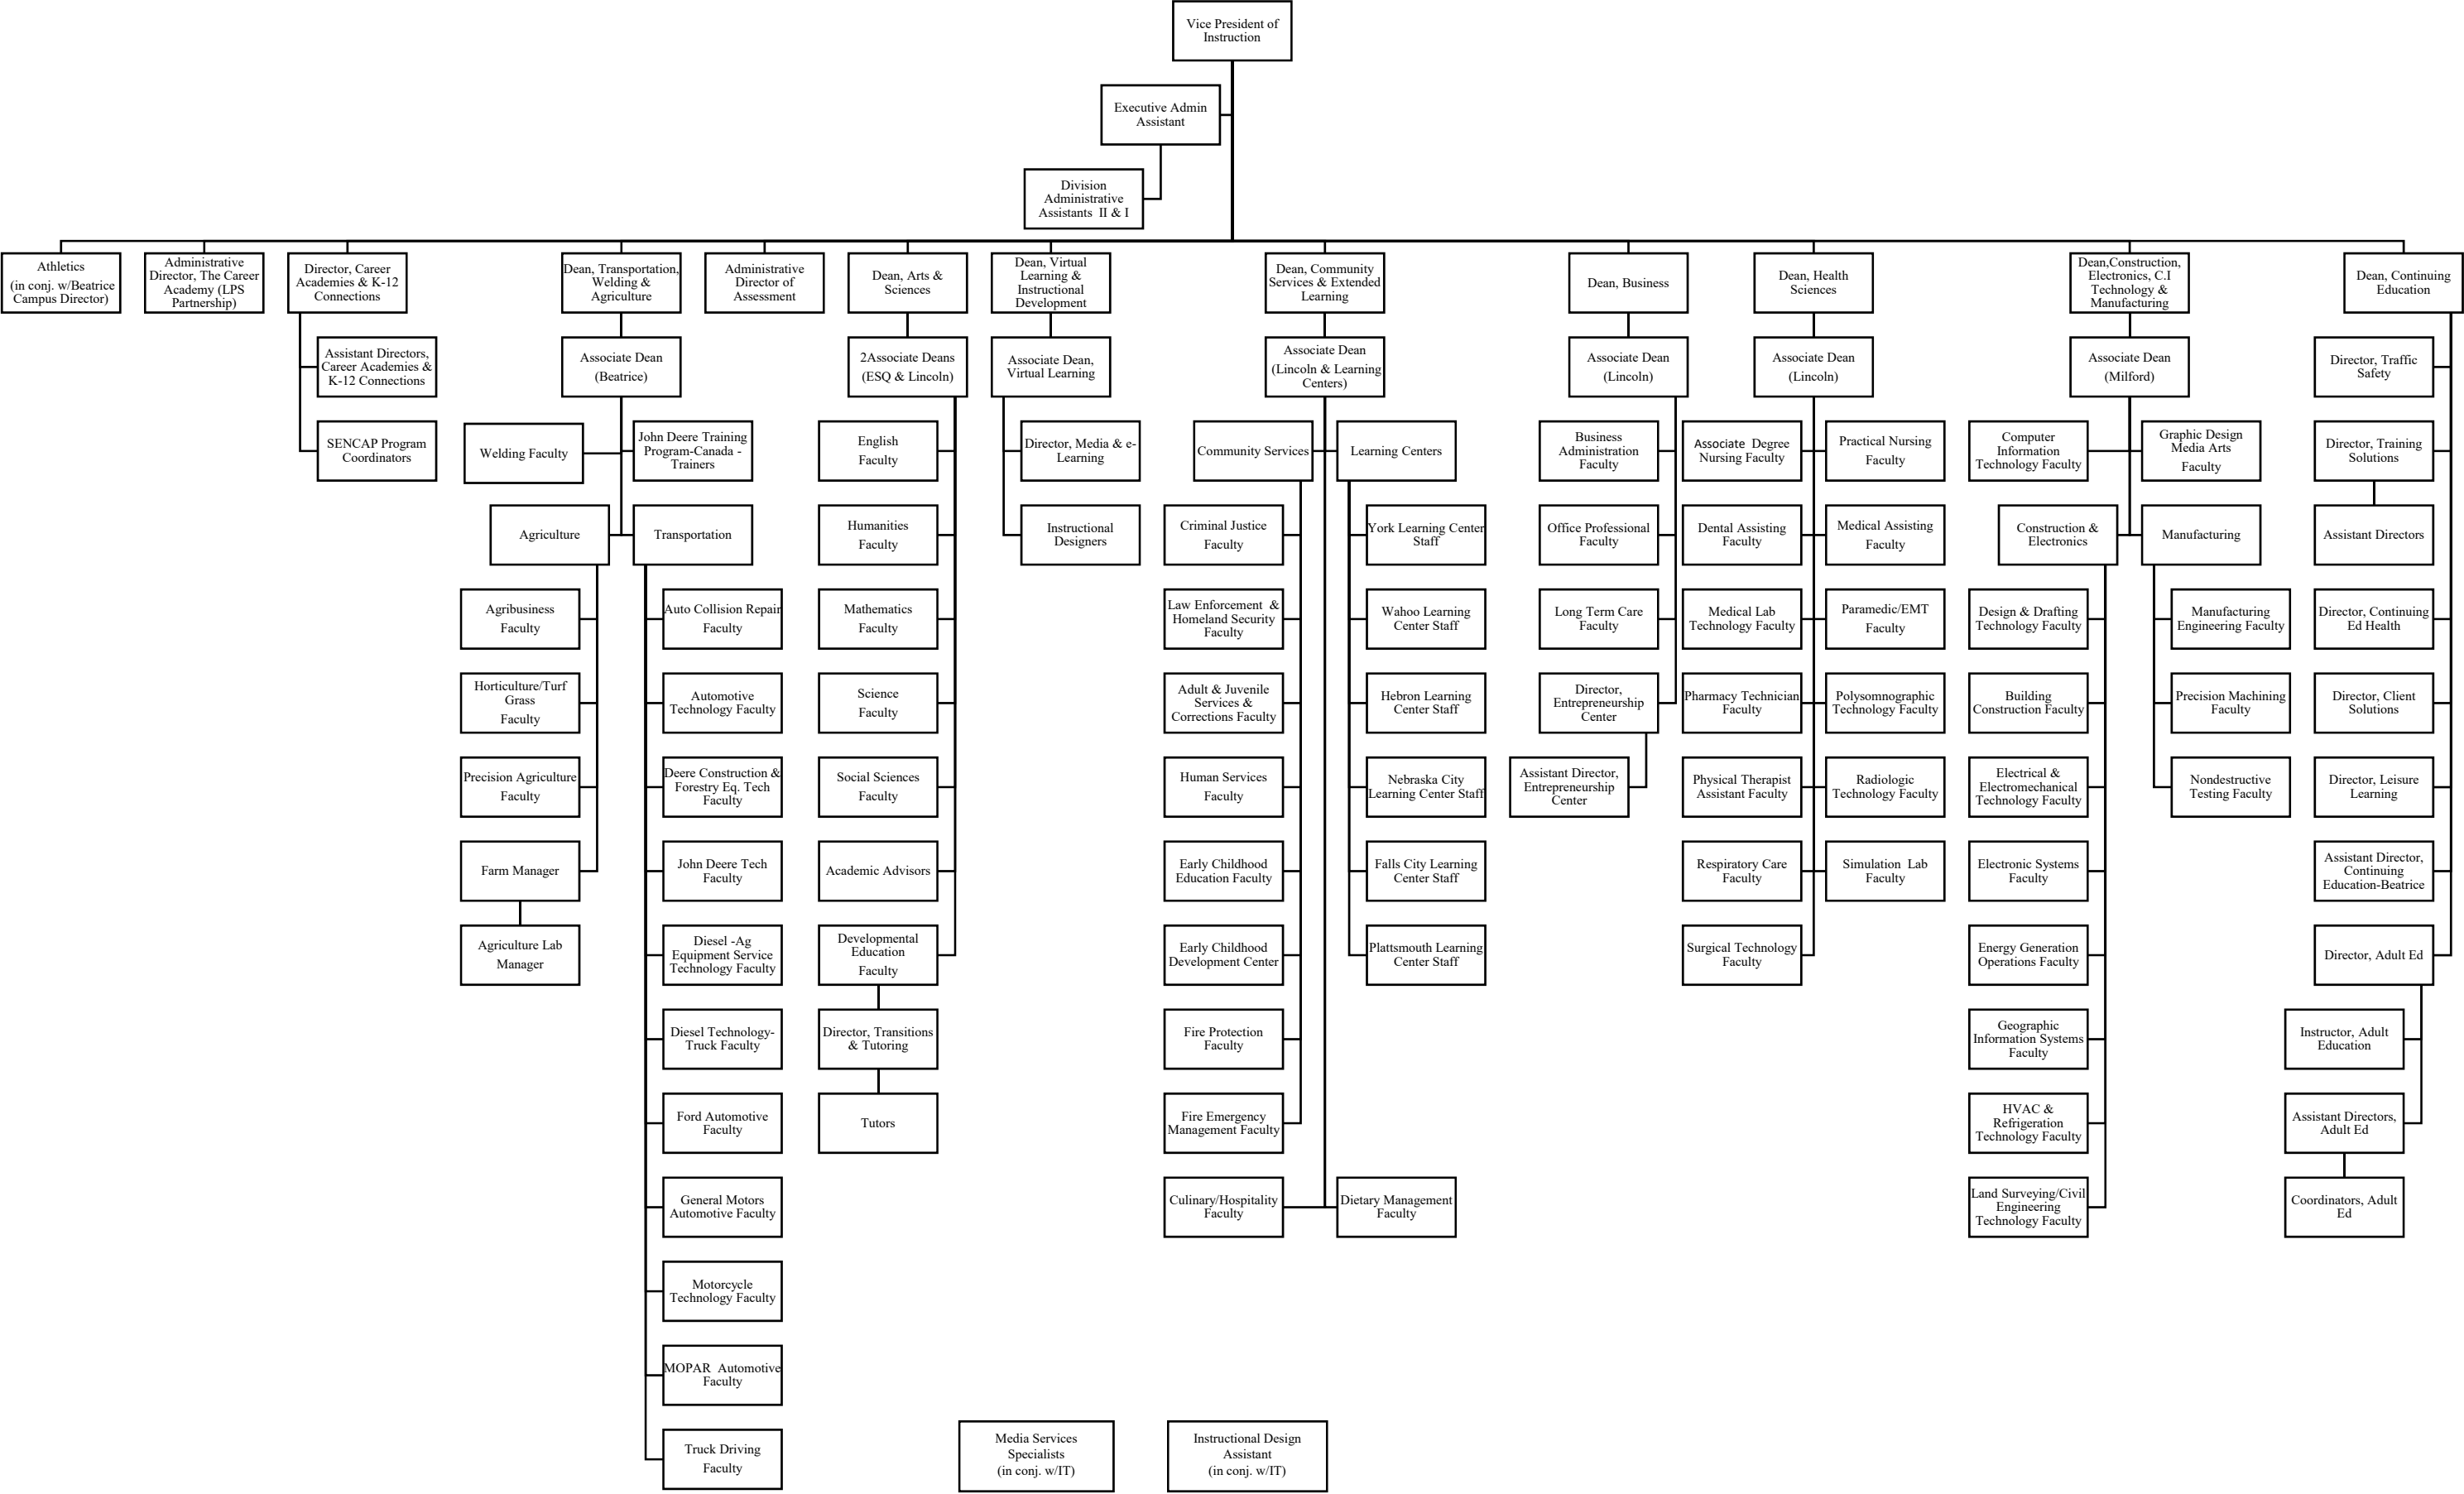 Vice President of
Instruction
Executive Admin
Assistant
Division
Administrative
Assistants  II & I
Athletics
(in conj. w/Beatrice
Campus Director)
Administrative
Director, The Career
Academy (LPS
Partnership)
Director, Career
Academies & K-12
Connections
Assistant Directors,
Career Academies &
K-12 Connections
SENCAP Program
Coordinators
Dean, Transportation,
Welding &
Agriculture
Associate Dean
(Beatrice)
Welding Faculty
John Deere Training
Program-Canada -
Trainers
Agriculture
Transportation
Agribusiness
Faculty
Horticulture/Turf
Grass
Faculty
Precision Agriculture
Faculty
Farm Manager
Agriculture Lab
Manager
Auto Collision Repair
Faculty
Automotive
Technology Faculty
Deere Construction &
Forestry Eq. Tech
Faculty
John Deere Tech
Faculty
Diesel -Ag
Equipment Service
Technology Faculty
Diesel Technology-
Truck Faculty
Ford Automotive
Faculty
General Motors
Automotive Faculty
Motorcycle
Technology Faculty
MOPAR  Automotive
Faculty
Truck Driving
Faculty
Administrative
Director of
Assessment
Dean, Arts &
Sciences
2Associate Deans
(ESQ & Lincoln)
English
Faculty
Humanities
Faculty
Mathematics
Faculty
Science
Faculty
Social Sciences
Faculty
Academic Advisors
Developmental
Education
Faculty
Director, Transitions
& Tutoring
Tutors
Dean, Virtual
Learning &
Instructional
Development
Associate Dean,
Virtual Learning
Director, Media & e-
Learning
Instructional
Designers
Dean, Community
Services & Extended
Learning
Associate Dean
(Lincoln & Learning
Centers)
Community Services
Learning Centers
Criminal Justice
Faculty
Law Enforcement  &
Homeland Security
Faculty
Adult & Juvenile
Services &
Corrections Faculty
Human Services
Faculty
Early Childhood
Education Faculty
Early Childhood
Development Center
Fire Protection
Faculty
Fire Emergency
Management Faculty
York Learning Center
Staff
Wahoo Learning
Center Staff
Hebron Learning
Center Staff
Nebraska City
Learning Center Staff
Falls City Learning
Center Staff
Plattsmouth Learning
Center Staff
Culinary/Hospitality
Faculty
Dietary Management
Faculty
Dean, Business
Associate Dean
(Lincoln)
Business
Administration
Faculty
Office Professional
Faculty
Long Term Care
Faculty
Director,
Entrepreneurship
Center
Assistant Director,
Entrepreneurship
Center
Dean, Health
Sciences
Associate Dean
(Lincoln)
Associate  Degree
Nursing Faculty
Practical Nursing
Faculty
Dental Assisting
Faculty
Medical Assisting
Faculty
Medical Lab
Technology Faculty
Paramedic/EMT
Faculty
Pharmacy Technician
Faculty
Polysomnographic
Technology Faculty
Physical Therapist
Assistant Faculty
Radiologic
Technology Faculty
Respiratory Care
Faculty
Simulation  Lab
Faculty
Surgical Technology
Faculty
Dean,Construction,
Electronics, C.I
Technology &
Manufacturing
Associate Dean
(Milford)
Computer
Information
Technology Faculty
Graphic Design
Media Arts
Faculty
Construction &
Electronics
Manufacturing
Design & Drafting
Technology Faculty
Building
Construction Faculty
Electrical &
Electromechanical
Technology Faculty
Electronic Systems
Faculty
Energy Generation
Operations Faculty
Geographic
Information Systems
Faculty
HVAC &
Refrigeration
Technology Faculty
Land Surveying/Civil
Engineering
Technology Faculty
Manufacturing
Engineering Faculty
Precision Machining
Faculty
Nondestructive
Testing Faculty
Dean, Continuing
Education
Director, Traffic
Safety
Director, Training
Solutions
Assistant Directors
Director, Continuing
Ed Health
Director, Client
Solutions
Director, Leisure
Learning
Assistant Director,
Continuing
Education-Beatrice
Director, Adult Ed
Instructor, Adult
Education
Assistant Directors,
Adult Ed
Coordinators, Adult
Ed
Media Services
Specialists
(in conj. w/IT)
Instructional Design
Assistant
(in conj. w/IT)